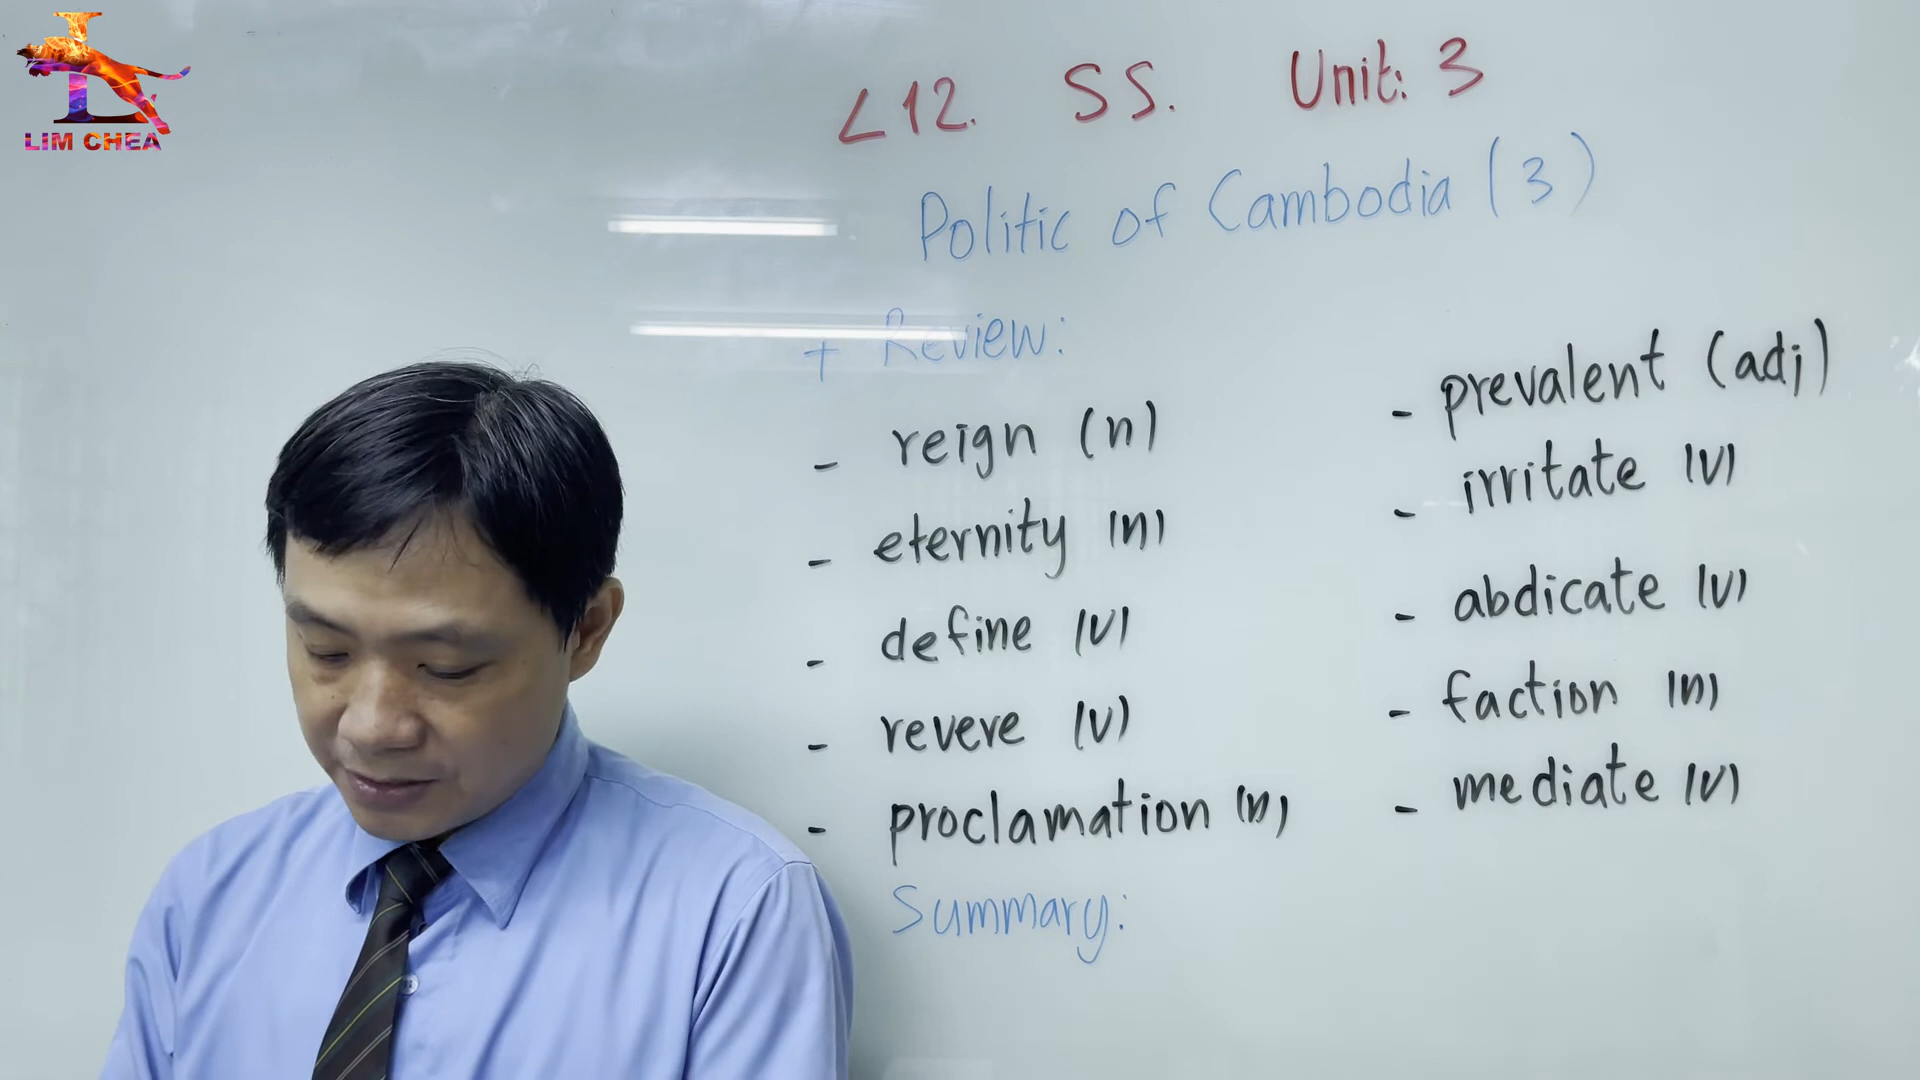 LIM CHEA
L12. SS. Unit: 3
Politic of Cambodia (3)
+ Review:
- reign (n)
- eternity (n)
- define (v)
- revere (v)
- proclamation (n)
- prevalent (adj)
- irritate (v)
- abdicate (v)
- faction (n)
- mediate (v)
Summary: